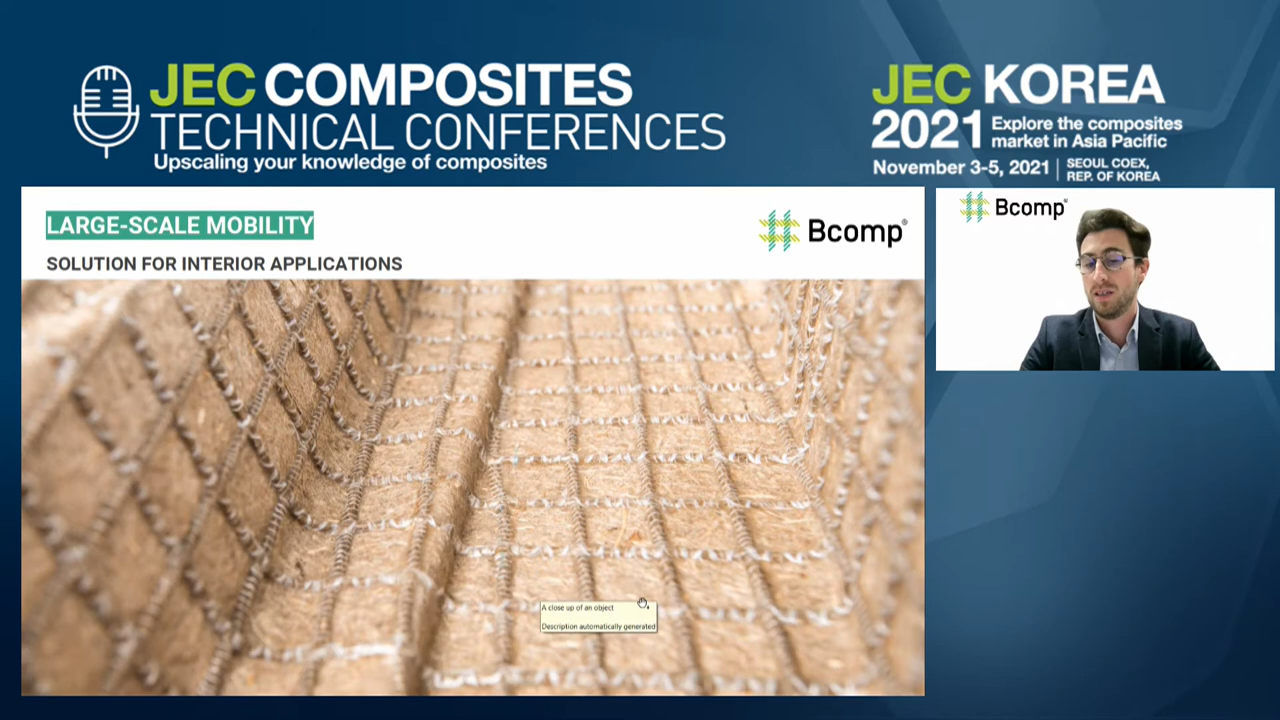 JEC COMPOSITES
TECHNICAL CONFERENCES
Upscaling your knowledge of composites
JEC KOREA
2021 Explore the composites
market in Asia Pacific
November 3-5, 2021 | SEOUL COEX,
REP. OF KOREA
LARGE-SCALE MOBILITY
SOLUTION FOR INTERIOR APPLICATIONS
Bcomp®
Bcomp®
A close up of an object
Description automatically generated